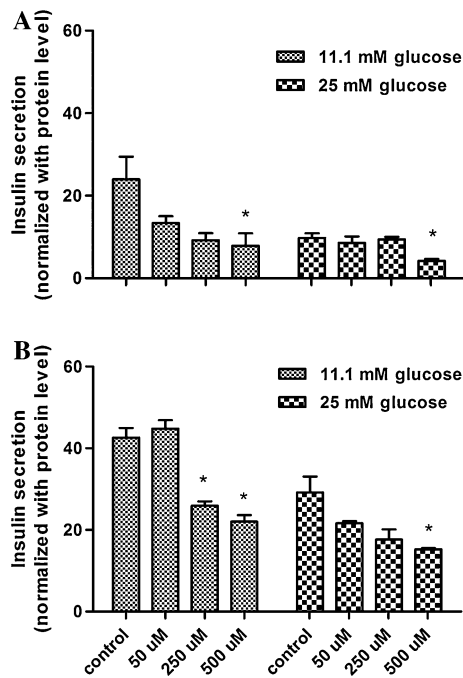 A
60
40
20
0
Insulin secretion
(normalized with protein level)
11.1 mM glucose
25 mM glucose
*
*
B
60
40
20
0
Insulin secretion
(normalized with protein level)
11.1 mM glucose
25 mM glucose
*
*
*
control
50 uM
250 uM
500 uM
control
50 uM
250 uM
500 uM